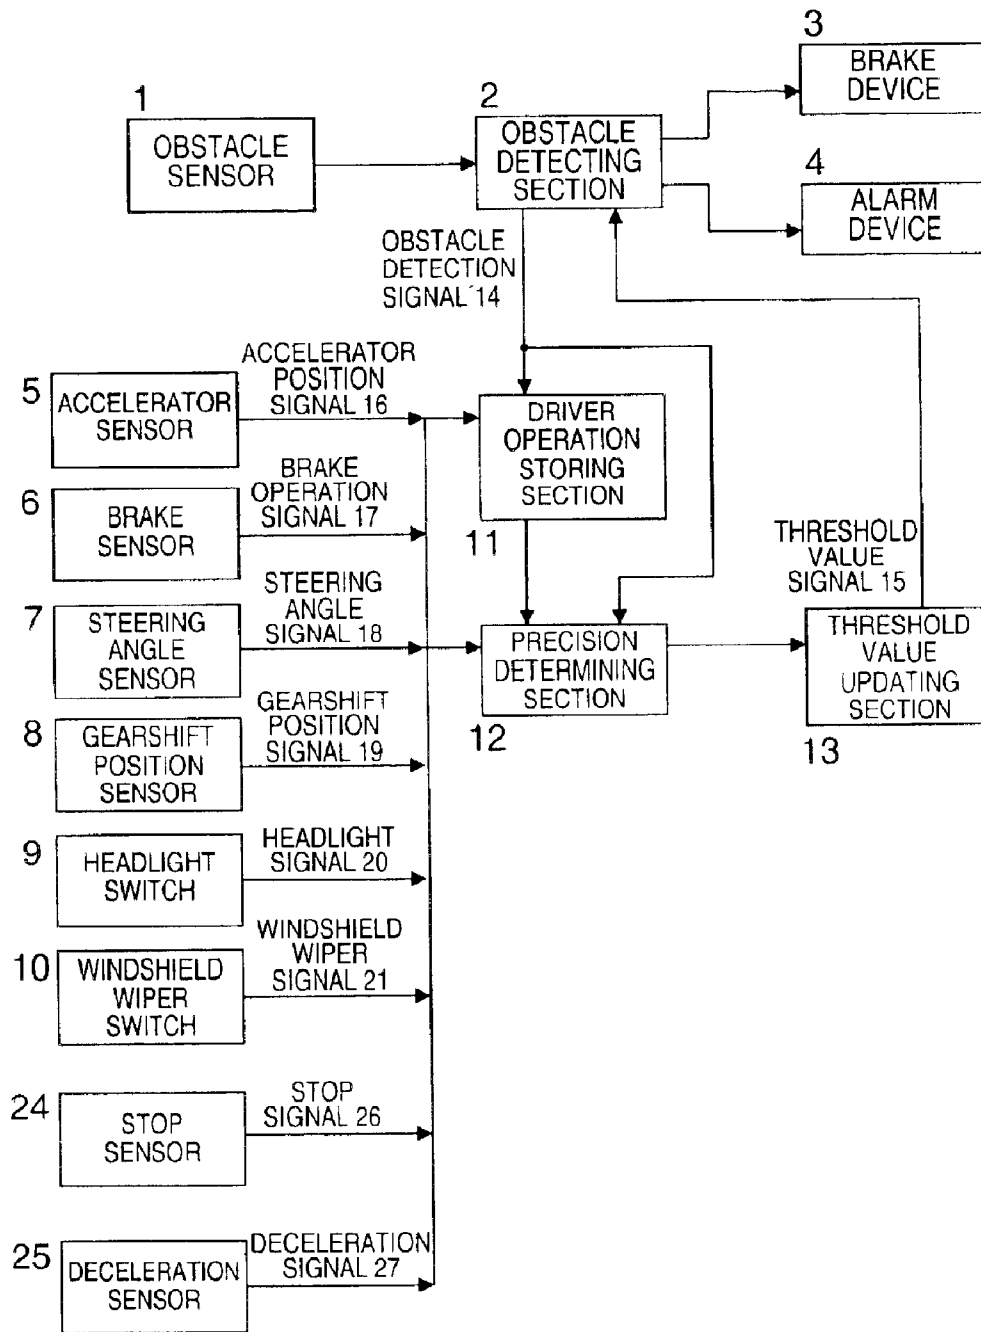 3
BRAKE
DEVICE
1
OBSTACLE
SENSOR
2
OBSTACLE
DETECTING
SECTION
4
ALARM
DEVICE
OBSTACLE
DETECTION
SIGNAL 14
5
ACCELERATOR
SENSOR
ACCELERATOR
POSITION
SIGNAL 16
DRIVER
OPERATION
STORING
SECTION
11
6
BRAKE
SENSOR
BRAKE
OPERATION
SIGNAL 17
THRESHOLD
VALUE
SIGNAL 15
7
STEERING
ANGLE
SENSOR
STEERING
ANGLE
SIGNAL 18
PRECISION
DETERMINING
SECTION
12
THRESHOLD
VALUE
UPDATING
SECTION
13
8
GEARSHIFT
POSITION
SENSOR
GEARSHIFT
POSITION
SIGNAL 19
9
HEADLIGHT
SWITCH
HEADLIGHT
SIGNAL 20
10
WINDSHIELD
WIPER
SWITCH
WINDSHIELD
WIPER
SIGNAL 21
24
STOP
SENSOR
STOP
SIGNAL 26
25
DECELERATION
SENSOR
DECELERATION
SIGNAL 27